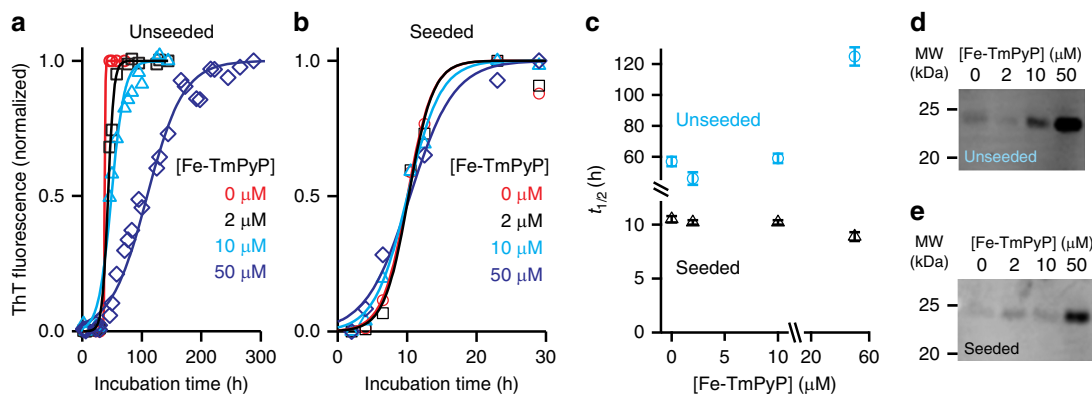 a
Unseeded
ThT fluorescence (normalized)
1.0
0.5
0.0
0
100
200
300
Incubation time (h)
[Fe-TmPyP]
0 μM
2 μM
10 μM
50 μM
b
Seeded
1.0
0.5
0.0
0
10
20
30
Incubation time (h)
[Fe-TmPyP]
0 μM
2 μM
10 μM
50 μM
c
t1/2 (h)
120
90
60
30
15
10
5
0
Unseeded
Seeded
0
5
10
20
60
[Fe-TmPyP] (μM)
d
MW
(kDa)
[Fe-TmPyP] (μM)
0 2 10 50
25
20
Unseeded
e
MW
(kDa)
[Fe-TmPyP] (μM)
0 2 10 50
25
20
Seeded